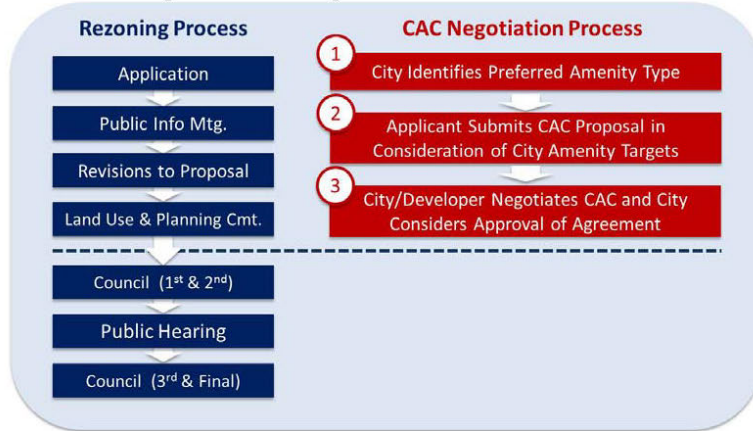 Rezoning Process
Application
Public Info Mtg.
Revisions to Proposal
Land Use & Planning Cmt.
Council (1st & 2nd)
Public Hearing
Council (3rd & Final)
CAC Negotiation Process
1
City Identifies Preferred Amenity Type
2
Applicant Submits CAC Proposal in
Consideration of City Amenity Targets
3
City/Developer Negotiates CAC and City
Considers Approval of Agreement